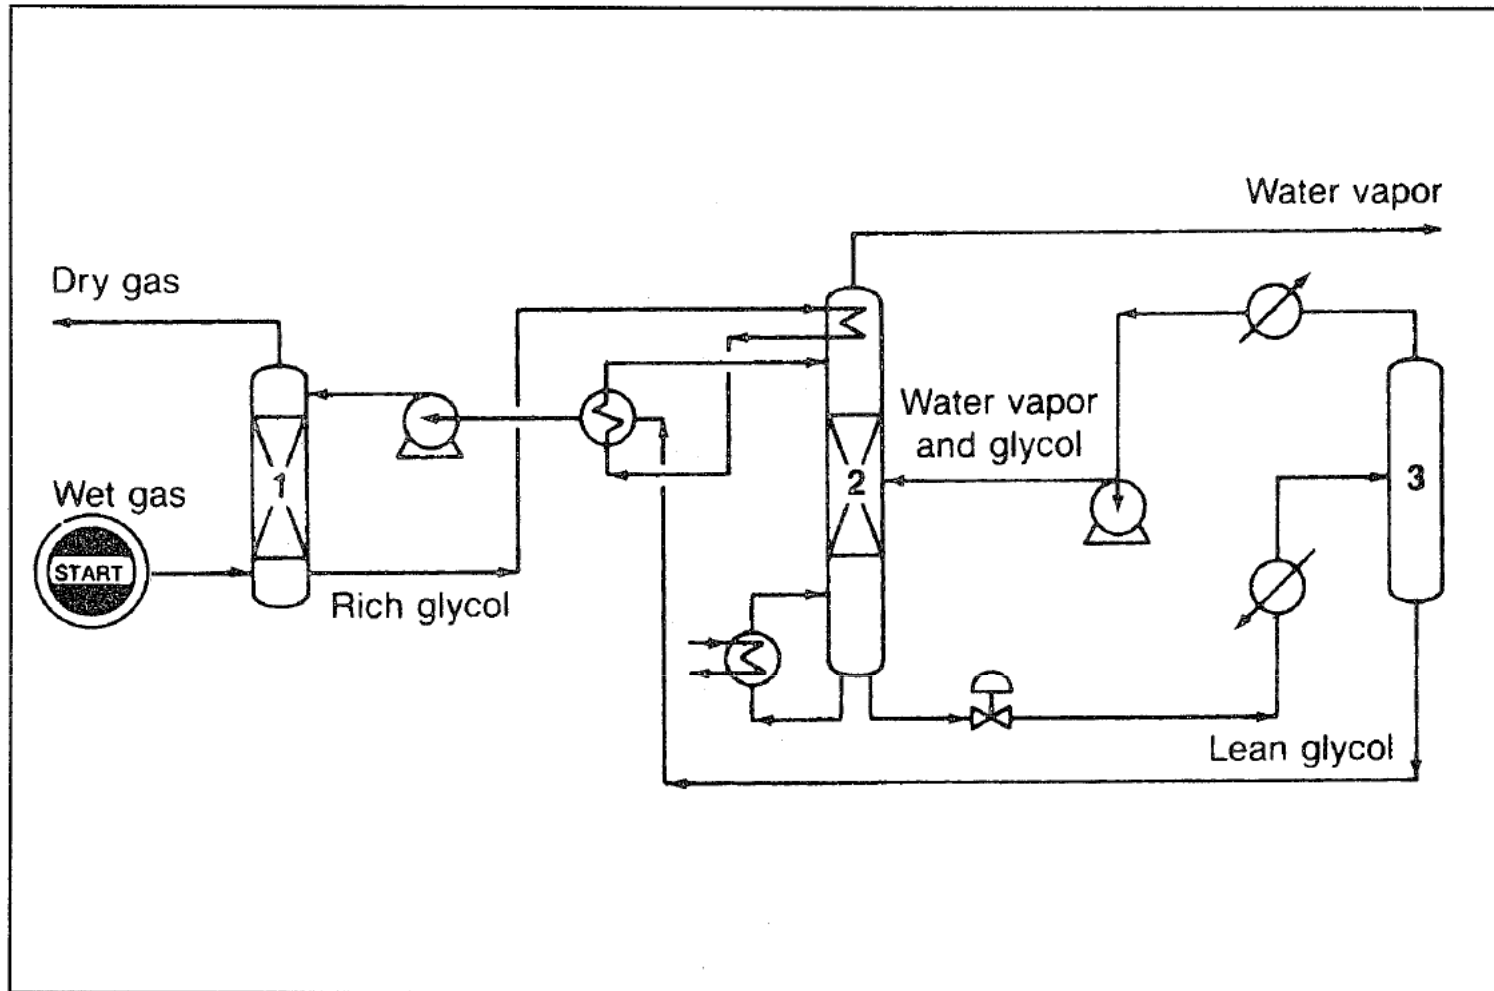 Water vapor
Dry gas
Water vapor
and glycol
Wet gas
1
2
3
START
Rich glycol
Lean glycol